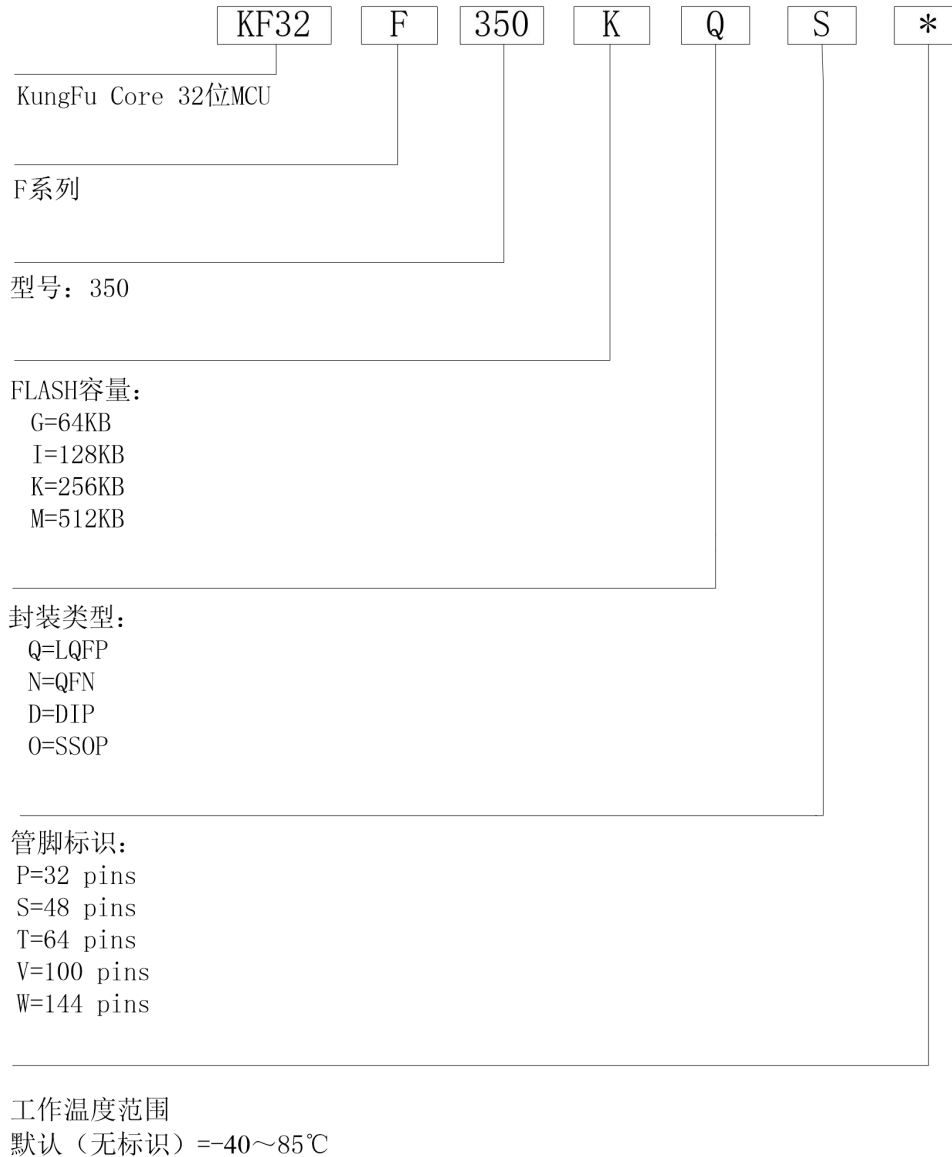 KF32 F 350 K Q S *
KungFu Core 32位MCU
F系列
型号：350
FLASH容量：
G=64KB
I=128KB
K=256KB
M=512KB
封装类型：
Q=LQFP
N=QFN
D=DIP
O=SSOP
管脚标识：
P=32 pins
S=48 pins
T=64 pins
V=100 pins
W=144 pins
工作温度范围
默认（无标识）=-40～85℃